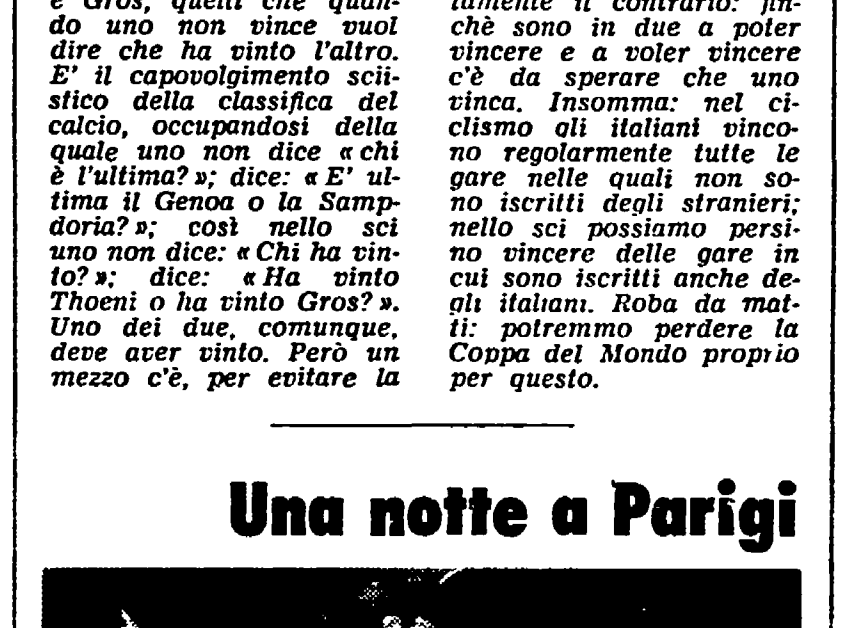 e Gros, quelli che quan-
do uno non vince vuol
dire che ha vinto l'altro.
E' il capovolgimento scii-
stico della classifica del
calcio, occupandosi della
quale uno non dice « chi
è l'ultima? »; dice: « E' ul-
tima il Genoa o la Samp-
doria? »; così nello sci
uno non dice: « Chi ha vin-
to? »; dice: « Ha vinto
Thoeni o ha vinto Gros? ».
Uno dei due, comunque,
deve aver vinto. Però un
mezzo c'è, per evitare la
il contrario: fin-
chè sono in due a poter
vincere e a voler vincere
c'è da sperare che uno
vinca. Insomma: nel ci-
clismo gli italiani vinco-
no regolarmente tutte le
gare nelle quali non so-
no iscritti degli stranieri;
nello sci possiamo persi-
no vincere delle gare in
cui sono iscritti anche de-
gli italiani. Roba da mat-
ti: potremmo perdere la
Coppa del Mondo proprio
per questo.
Una notte a Parigi